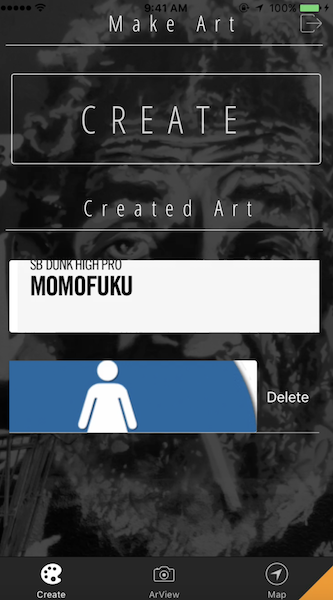 9:41 AM
100%
Make Art
CREATE
Created Art
SB DUNK HIGH PRO
MOMOFUKU
Delete
Create
ArView
Map